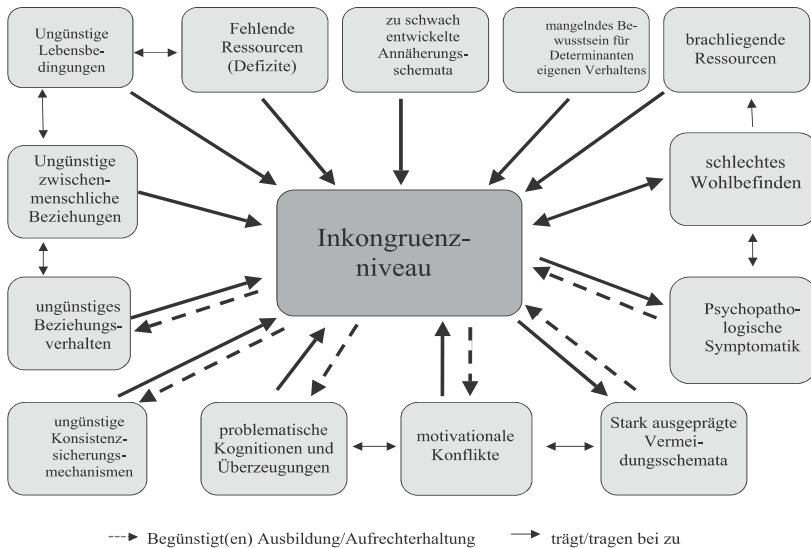 Ungünstige
Lebensbe-
dingungen
Fehlende
Ressourcen
(Defizite)
zu schwach
entwickelte
Annäherungs-
schemata
mangelndes Be-
wusstsein für
Determinanten
eigenen Verhaltens
brachliegende
Ressourcen
Ungünstige
zwischen-
menschliche
Beziehungen
schlechtes
Wohlbefinden
Inkongruenz-
niveau
ungünstiges
Beziehungs-
verhalten
Psychopatho-
logische
Symptomatik
ungünstige
Konsistenz-
sicherungs-
mechanismen
problematische
Kognitionen und
Überzeugungen
motivationale
Konflikte
Stark ausgeprägte
Vermei-
dungsschemata
Begünstigt(en) Ausbildung/Aufrechterhaltung
trägt/tragen bei zu